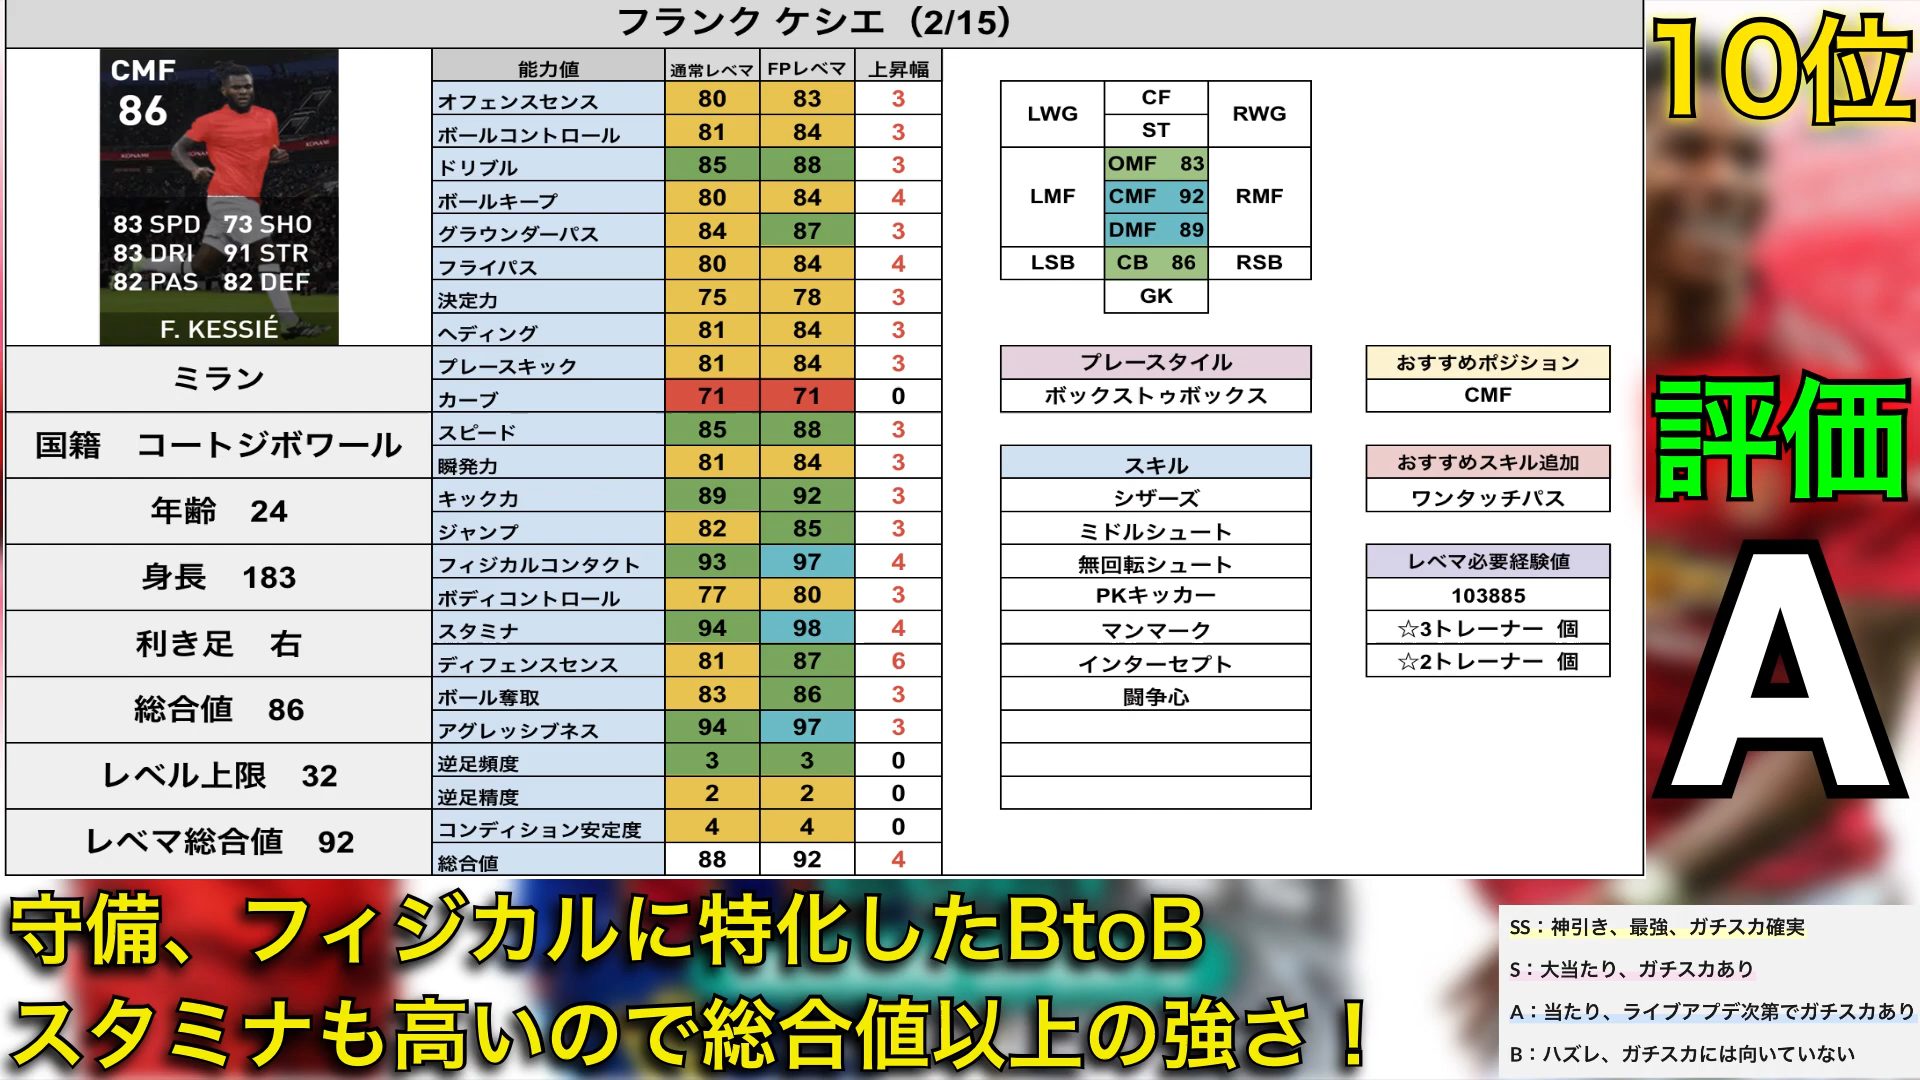 フランク ケシエ（2/15）
CMF
86
KONAMI
KONAMI
83 SPD 73 SHO
83 DRI 91 STR
82 PAS 82 DEF
F. KESSIÉ
ミラン
国籍　コートジボワール
年齢　24
身長　183
利き足　右
総合値　86
レベル上限　32
レベマ総合値　92
能力値 通常レベマ FPレベマ 上昇幅
オフェンスセンス 80 83 3
ボールコントロール 81 84 3
ドリブル 85 88 3
ボールキープ 80 84 4
グラウンダーパス 84 87 3
フライパス 80 84 4
決定力 75 78 3
ヘディング 81 84 3
プレースキック 81 84 3
カーブ 71 71 0
スピード 85 88 3
瞬発力 81 84 3
キック力 89 92 3
ジャンプ 82 85 3
フィジカルコンタクト 93 97 4
ボディコントロール 77 80 3
スタミナ 94 98 4
ディフェンスセンス 81 87 6
ボール奪取 83 86 3
アグレッシブネス 94 97 3
逆足頻度 3 3 0
逆足精度 2 2 0
コンディション安定度 4 4 0
総合値 88 92 4
LWG CF RWG
ST
OMF 83
LMF CMF 92 RMF
DMF 89
LSB CB 86 RSB
GK
プレースタイル
ボックストゥボックス
スキル
シザーズ
ミドルシュート
無回転シュート
PKキッカー
マンマーク
インターセプト
闘争心
おすすめポジション
CMF
おすすめスキル追加
ワンタッチパス
レベマ必要経験値
103885
☆3トレーナー 個
☆2トレーナー 個
10位
評価
A
守備、フィジカルに特化したBtoB
スタミナも高いので総合値以上の強さ！
SS：神引き、最強、ガチスカ確実
S：大当たり、ガチスカあり
A：当たり、ライブアプデ次第でガチスカあり
B：ハズレ、ガチスカには向いていない